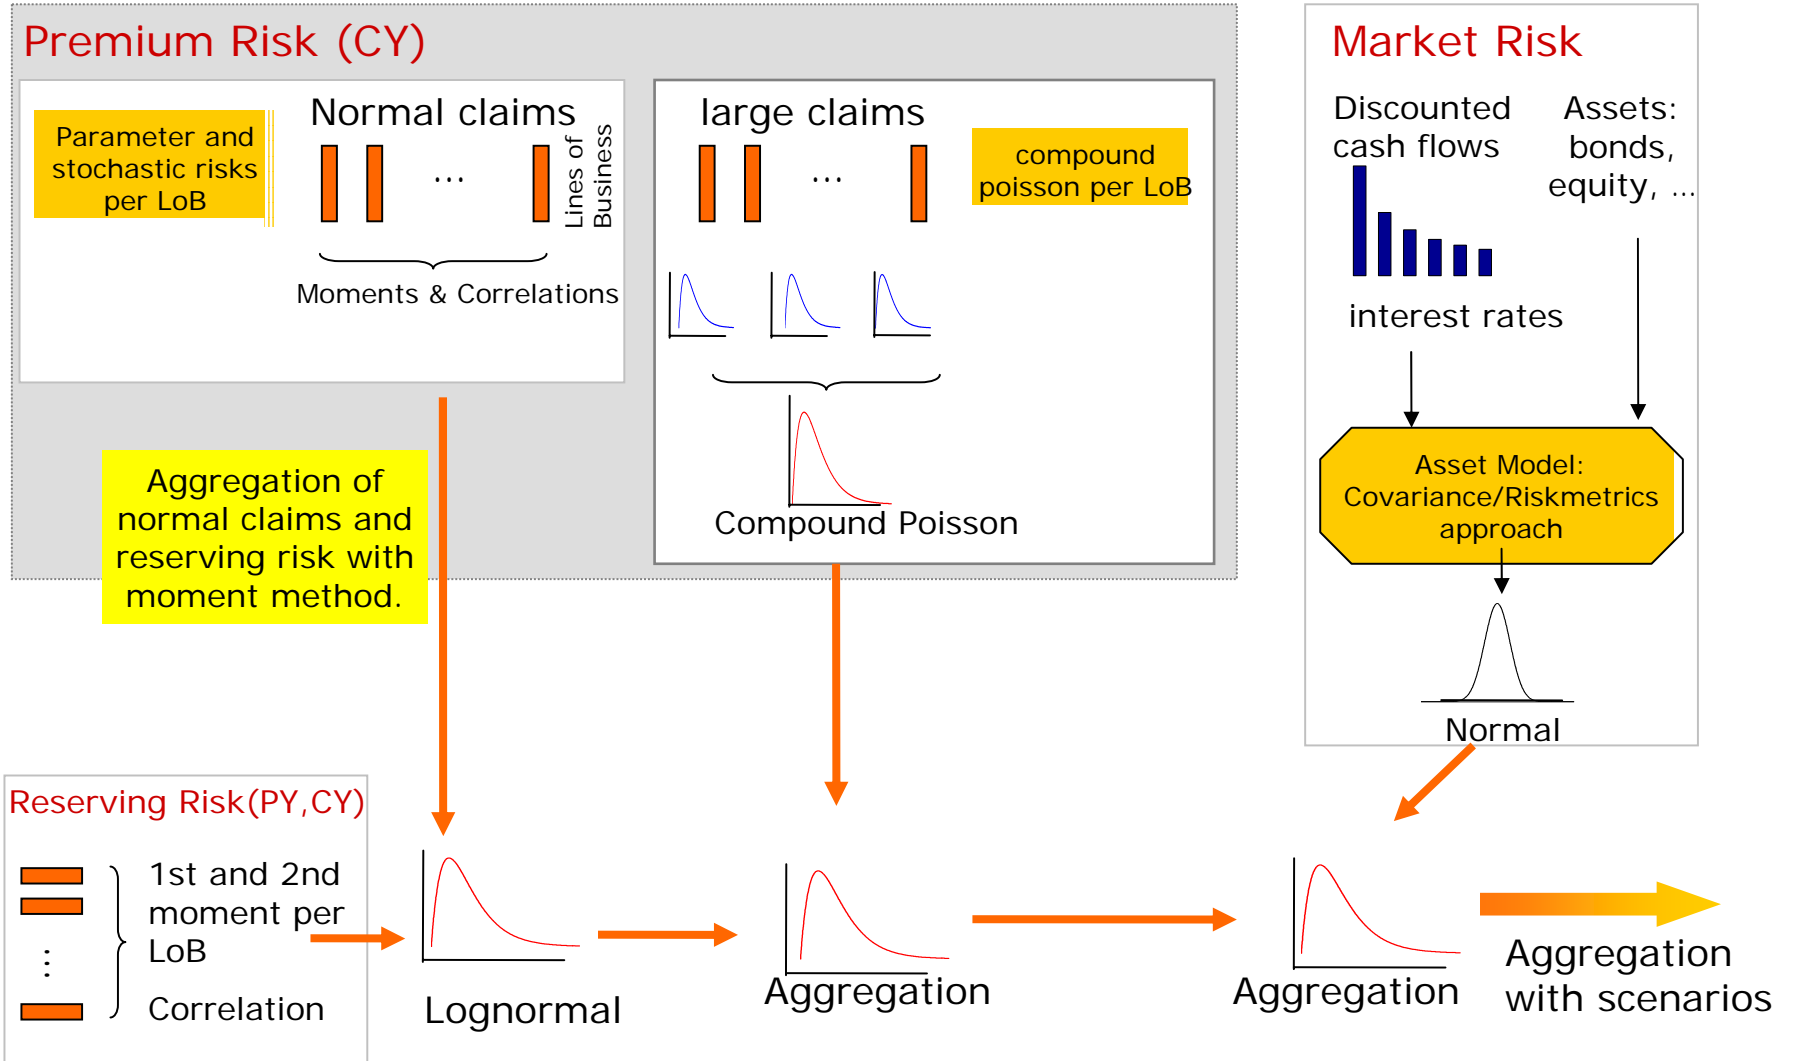 Premium Risk (CY)
Parameter and
stochastic risks
per LoB
Normal claims
...
Lines of
Business
Moments & Correlations
large claims
...
compound
poisson per LoB
Compound Poisson
Aggregation of
normal claims and
reserving risk with
moment method.
Market Risk
Discounted
cash flows
Assets:
bonds,
equity, ...
interest rates
Asset Model:
Covariance/Riskmetrics
approach
Normal
Reserving Risk(PY,CY)
1st and 2nd
moment per
LoB
...
Correlation
Lognormal
Aggregation
Aggregation
Aggregation
with scenarios